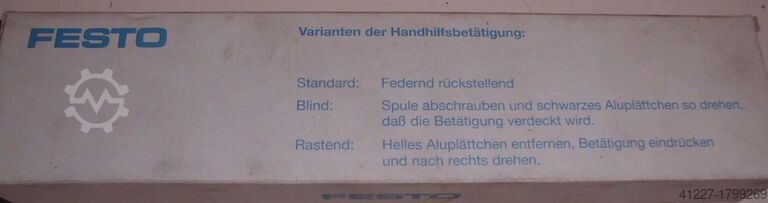 FESTO
Varianten der Handhilfsbetätigung:
Standard: Federnd rückstellend
Blind: Spule abschrauben und schwarzes Aluplättchen so drehen,
daß die Betätigung verdeckt wird.
Rastend: Helles Aluplättchen entfernen, Betätigung eindrücken
und nach rechts drehen.
FESTO
41227-1799269